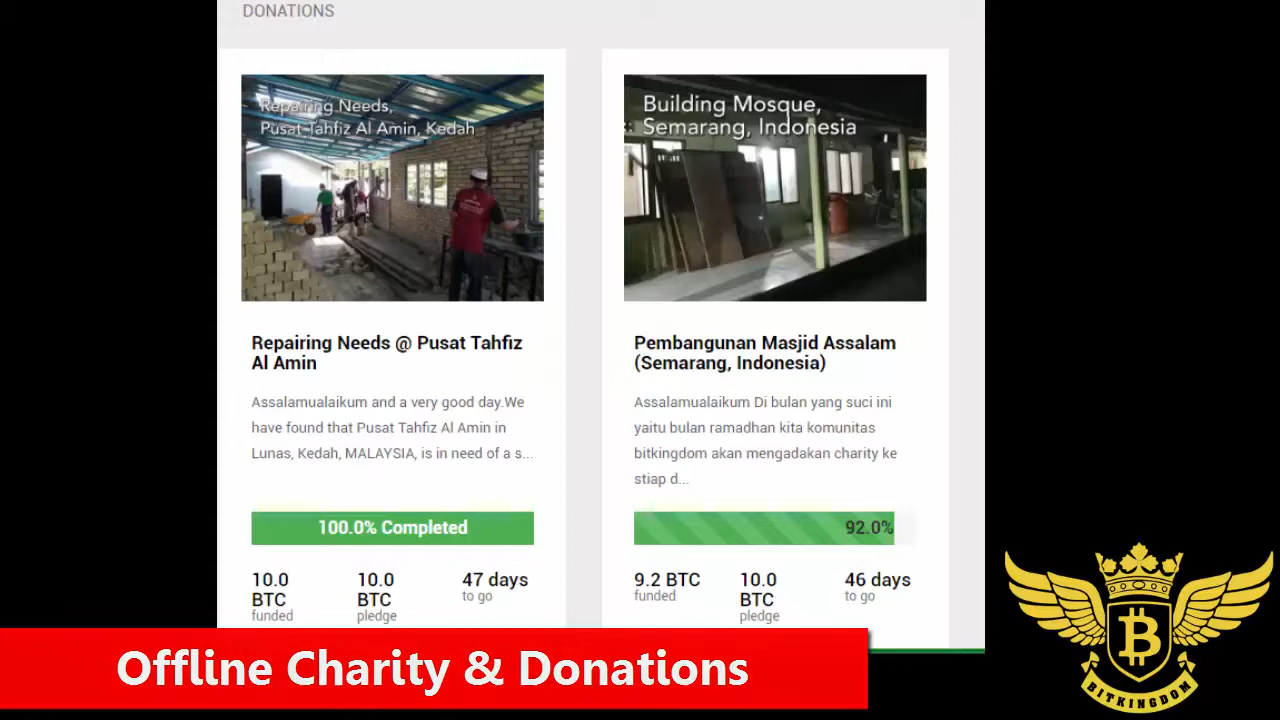 DONATIONS
Repairing Needs,
Pusat Tahfiz Al Amin, Kedah
Building Mosque,
Semarang, Indonesia
Repairing Needs @ Pusat Tahfiz
Al Amin
Pembangunan Masjid Assalam
(Semarang, Indonesia)
Assalamualaikum and a very good day.We
have found that Pusat Tahfiz Al Amin in
Lunas, Kedah, MALAYSIA, is in need of a s...
Assalamualaikum Di bulan yang suci ini
yaitu bulan ramadhan kita komunitas
bitkingdom akan mengadakan charity ke
stiap d...
100.0% Completed
92.0%
10.0
BTC
funded
10.0
BTC
pledge
47 days
to go
9.2 BTC
funded
10.0
BTC
pledge
46 days
to go
Offline Charity & Donations
B
BITKINGDOM